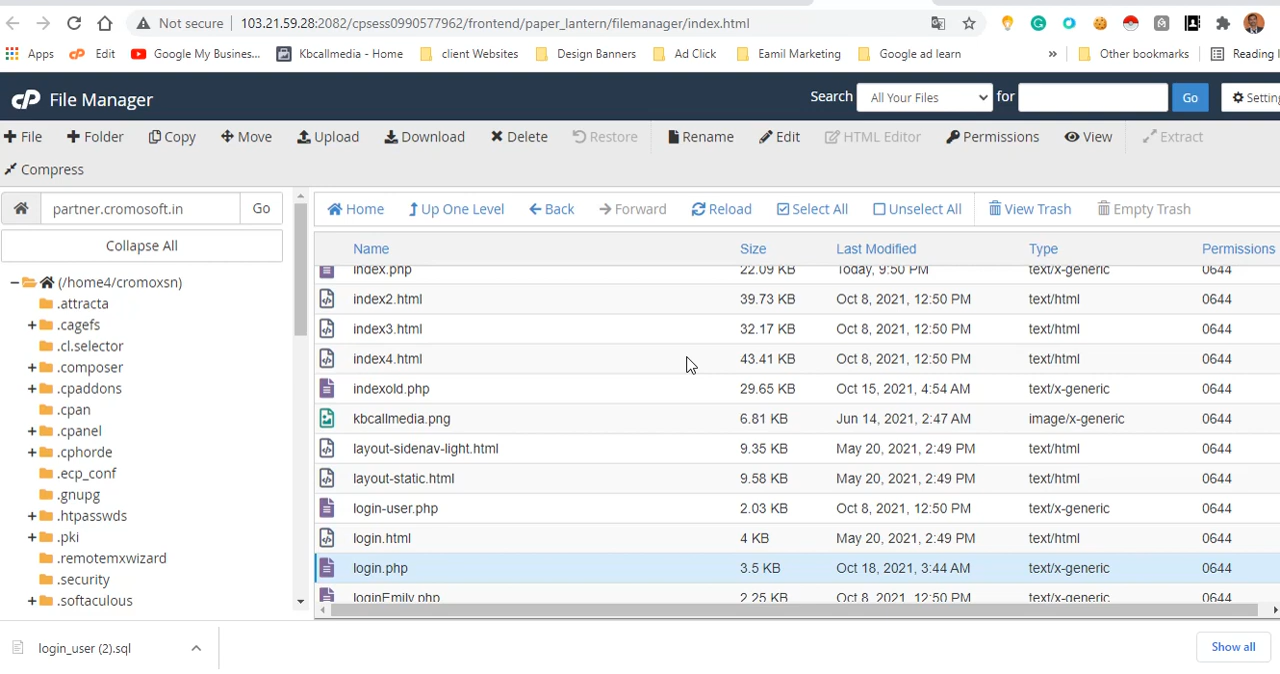 Not secure 103.21.59.28:2082/cpsess0990577962/frontend/paper_lantern/filemanager/index.html
Apps Edit Google My Business... Kbcallmedia - Home client Websites Design Banners Ad Click Eamil Marketing Google ad learn » Other bookmarks Reading
cP File Manager Search All Your Files for Go Settin
File Folder Copy Move Upload Download Delete Restore Rename Edit HTML Editor Permissions View Extract
Compress
partner.cromosoft.in Go Home Up One Level Back Forward Reload Select All Unselect All View Trash Empty Trash
Collapse All
Name Size Last Modified Type Permissions
index.php 22.09 KB Today, 9:50 PM text/x-generic 0644
(/home4/cromoxsn)
.attracta
.cagefs
.cl.selector
.composer
.cpaddons
.cpan
.cpanel
.cphorde
.ecp_conf
.gnupg
.htpasswds
.pki
.remotemxwizard
.security
.softaculous
index2.html 39.73 KB Oct 8, 2021, 12:50 PM text/html 0644
index3.html 32.17 KB Oct 8, 2021, 12:50 PM text/html 0644
index4.html 43.41 KB Oct 8, 2021, 12:50 PM text/html 0644
indexold.php 29.65 KB Oct 15, 2021, 4:54 AM text/x-generic 0644
kbcallmedia.png 6.81 KB Jun 14, 2021, 2:47 AM image/x-generic 0644
layout-sidenav-light.html 9.35 KB May 20, 2021, 2:49 PM text/html 0644
layout-static.html 9.58 KB May 20, 2021, 2:49 PM text/html 0644
login-user.php 2.03 KB Oct 8, 2021, 12:50 PM text/x-generic 0644
login.html 4 KB May 20, 2021, 2:49 PM text/html 0644
login.php 3.5 KB Oct 18, 2021, 3:44 AM text/x-generic 0644
loginEmily.php 2.25 KB Oct 8, 2021, 12:50 PM text/x-generic 0644
login_user (2).sql Show all